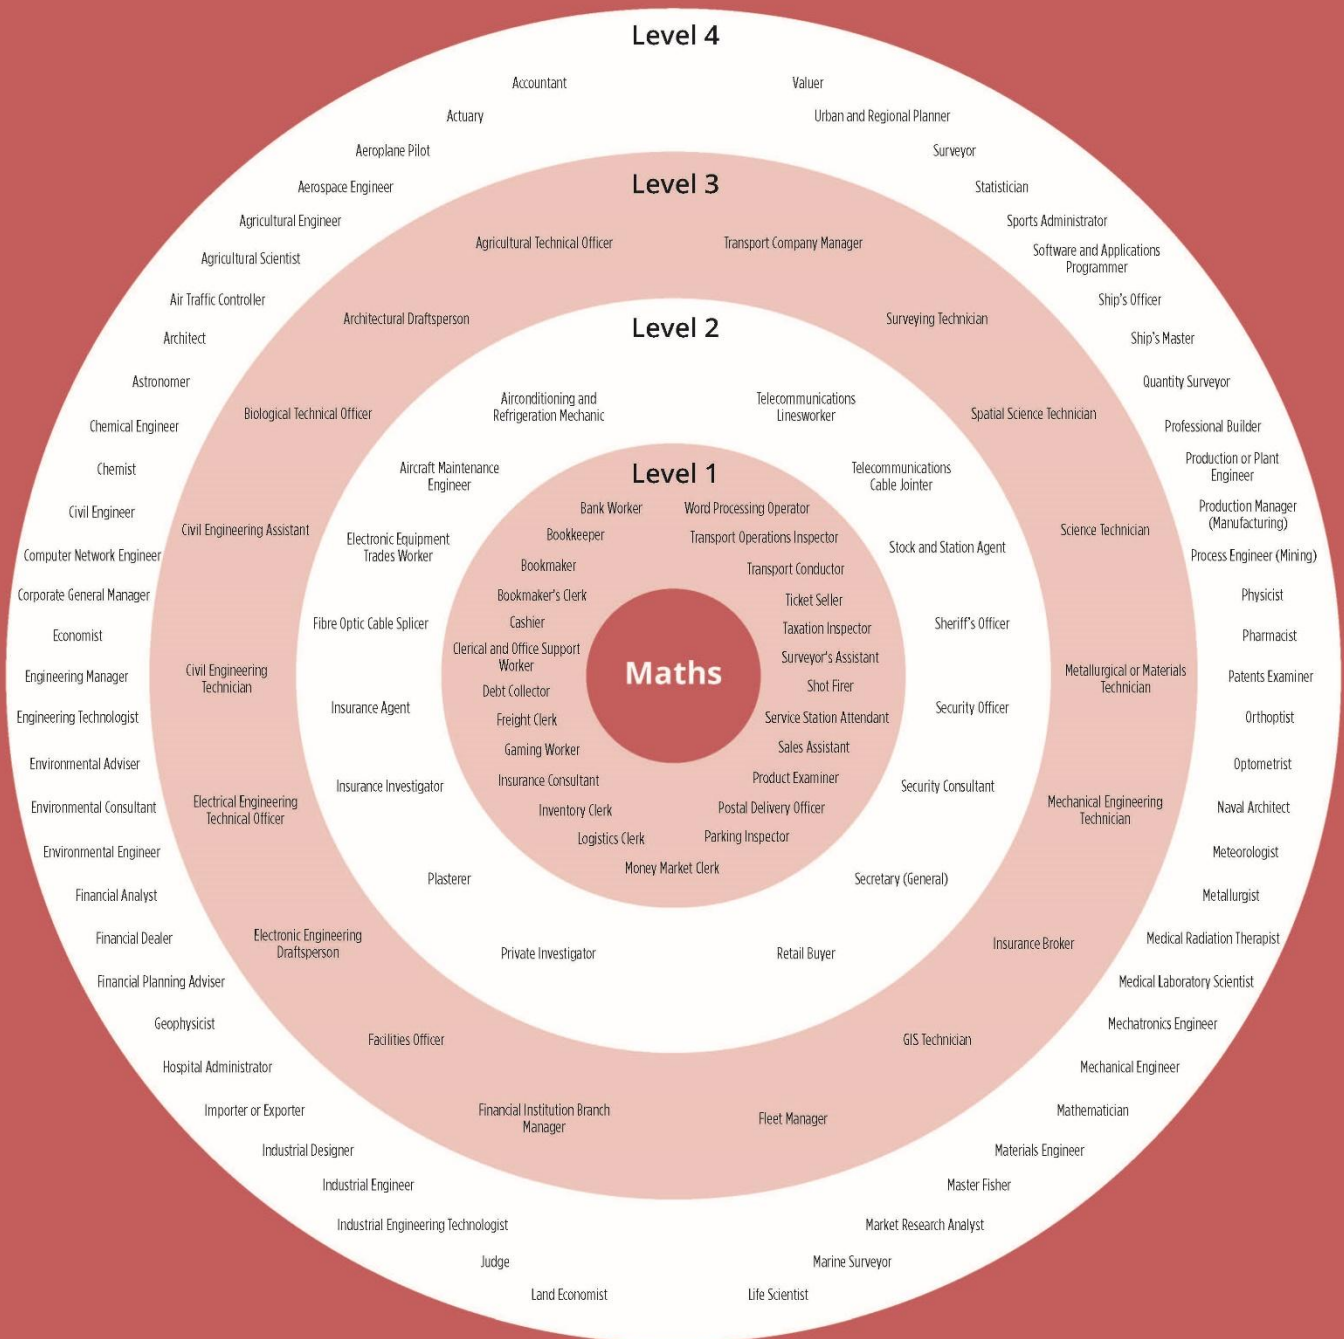 Level 4
Accountant
Actuary
Aeroplane Pilot
Aerospace Engineer
Agricultural Engineer
Agricultural Scientist
Air Traffic Controller
Architect
Astronomer
Chemical Engineer
Chemist
Civil Engineer
Computer Network Engineer
Corporate General Manager
Economist
Engineering Manager
Engineering Technologist
Environmental Adviser
Environmental Consultant
Environmental Engineer
Financial Analyst
Financial Dealer
Financial Planning Adviser
Geophysicist
Hospital Administrator
Importer or Exporter
Industrial Designer
Industrial Engineer
Industrial Engineering Technologist
Judge
Land Economist
Valuer
Urban and Regional Planner
Surveyor
Statistician
Sports Administrator
Software and Applications
Programmer
Ship's Officer
Ship's Master
Quantity Surveyor
Professional Builder
Production or Plant
Engineer
Production Manager
(Manufacturing)
Process Engineer (Mining)
Physicist
Pharmacist
Patents Examiner
Orthoptist
Optometrist
Naval Architect
Meteorologist
Metallurgist
Medical Radiation Therapist
Medical Laboratory Scientist
Mechatronics Engineer
Mechanical Engineer
Mathematician
Materials Engineer
Master Fisher
Market Research Analyst
Marine Surveyor
Life Scientist
Level 3
Agricultural Technical Officer
Architectural Draftsperson
Biological Technical Officer
Civil Engineering Assistant
Civil Engineering
Technician
Electrical Engineering
Technical Officer
Electronic Engineering
Draftsperson
Facilities Officer
Financial Institution Branch
Manager
Transport Company Manager
Surveying Technician
Spatial Science Technician
Science Technician
Metallurgical or Materials
Technician
Mechanical Engineering
Technician
Insurance Broker
GIS Technician
Fleet Manager
Level 2
Airconditioning and
Refrigeration Mechanic
Aircraft Maintenance
Engineer
Electronic Equipment
Trades Worker
Fibre Optic Cable Splicer
Insurance Agent
Insurance Investigator
Plasterer
Private Investigator
Telecommunications
Linesworker
Telecommunications
Cable Jointer
Stock and Station Agent
Sheriff's Officer
Security Officer
Security Consultant
Secretary (General)
Retail Buyer
Level 1
Bank Worker
Bookkeeper
Bookmaker
Bookmaker's Clerk
Cashier
Clerical and Office Support
Worker
Debt Collector
Freight Clerk
Gaming Worker
Insurance Consultant
Inventory Clerk
Logistics Clerk
Money Market Clerk
Word Processing Operator
Transport Operations Inspector
Transport Conductor
Ticket Seller
Taxation Inspector
Surveyor's Assistant
Shot Firer
Service Station Attendant
Sales Assistant
Product Examiner
Postal Delivery Officer
Parking Inspector
Maths